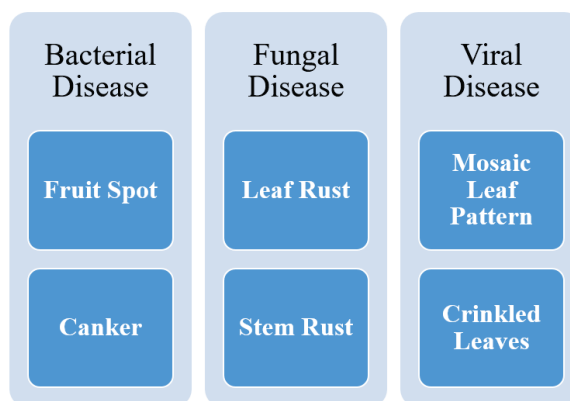 Bacterial
Disease
Fruit Spot
Canker
Fungal
Disease
Leaf Rust
Stem Rust
Viral
Disease
Mosaic
Leaf
Pattern
Crinkled
Leaves